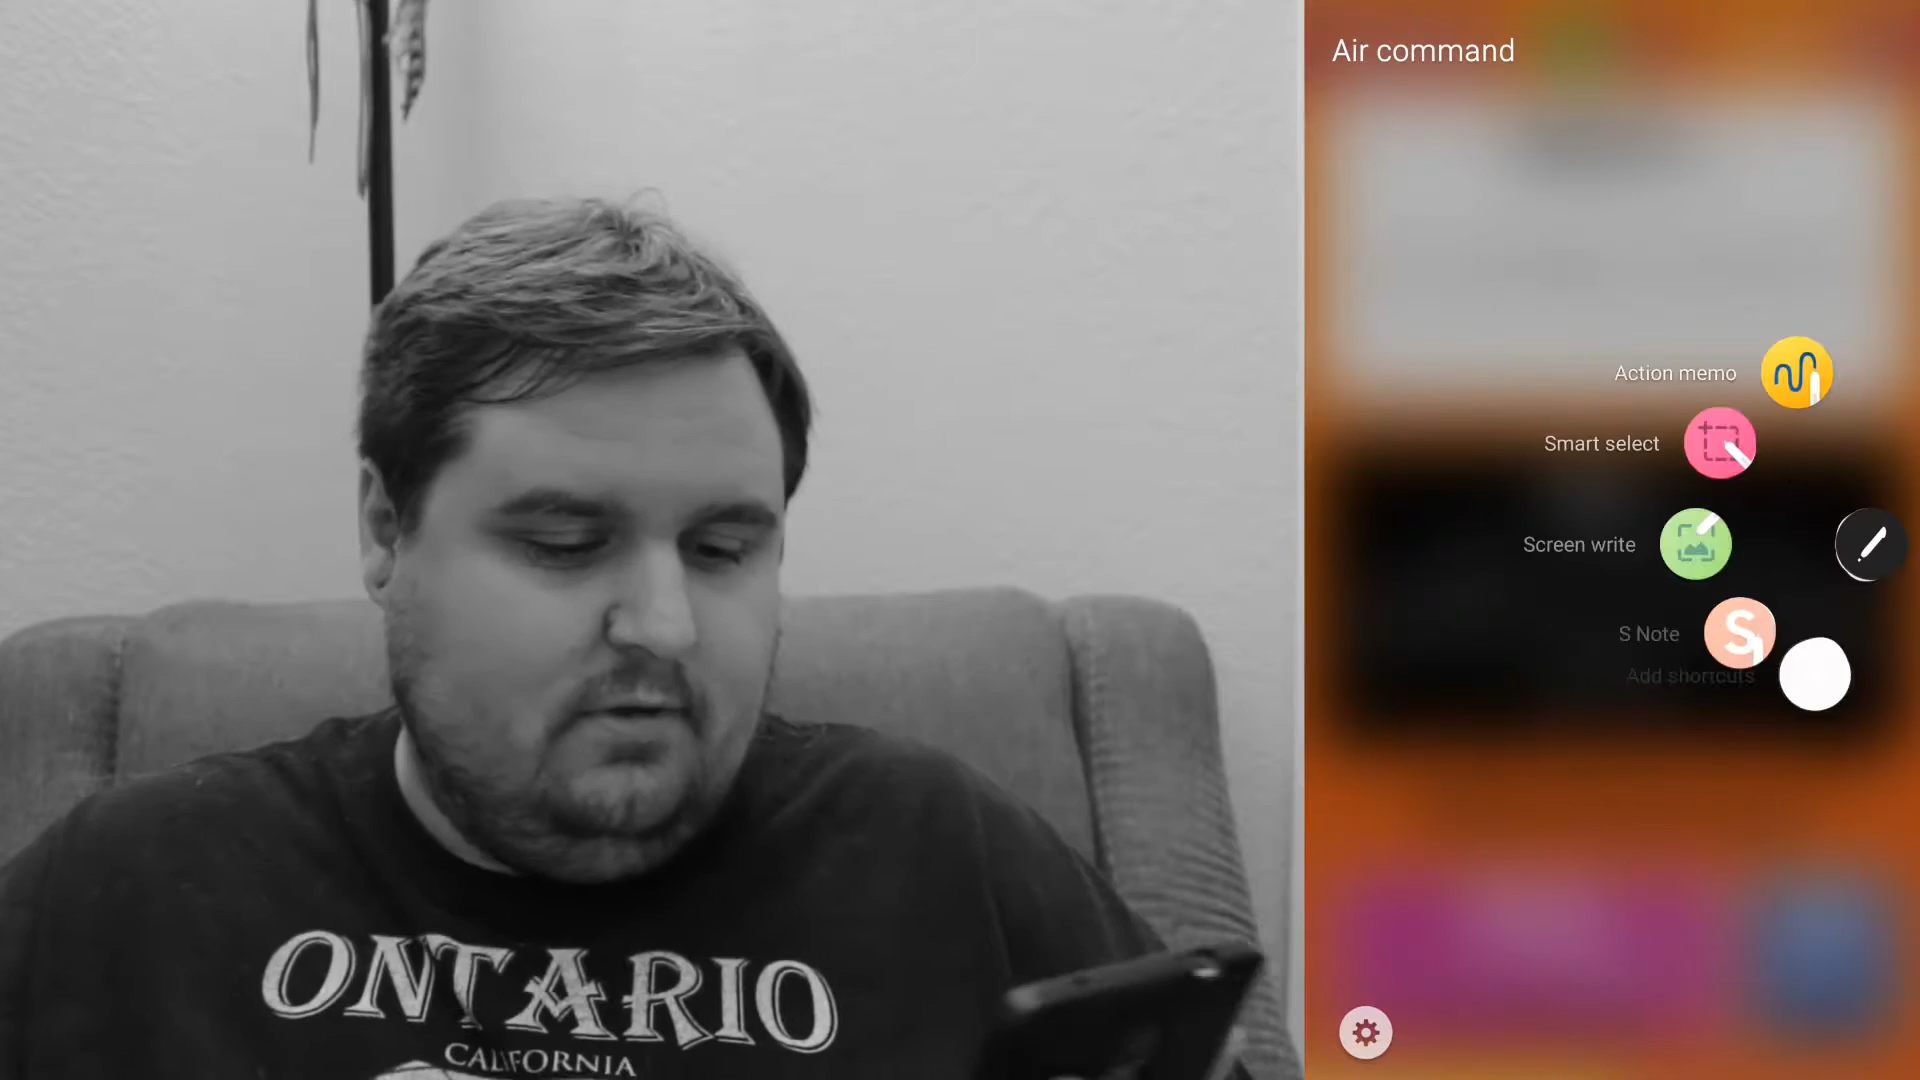 Air command
Action memo
Smart select
Screen write
S Note
Add shortcuts
ONTARIO
CALIFORNIA